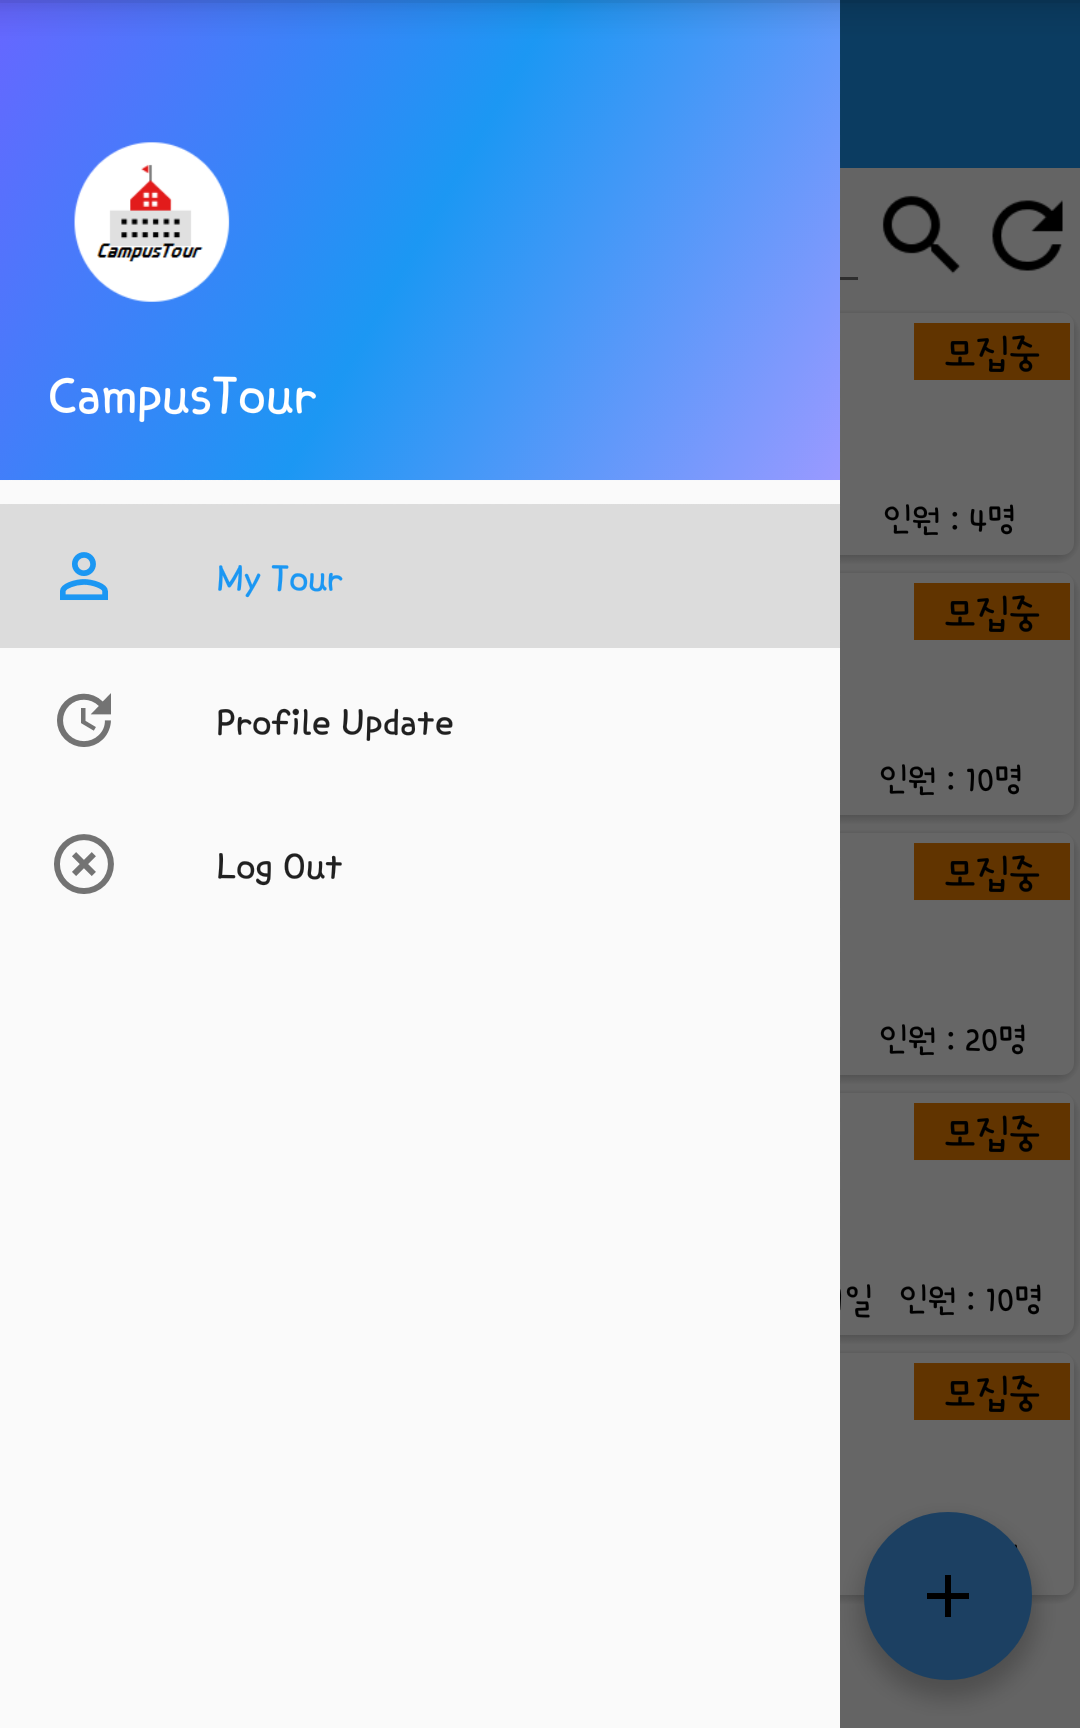 CampusTour
CampusTour
My Tour
Profile Update
Log Out
모집중
인원 : 4명
모집중
인원 : 10명
모집중
인원 : 20명
모집중
일 인원 : 10명
모집중